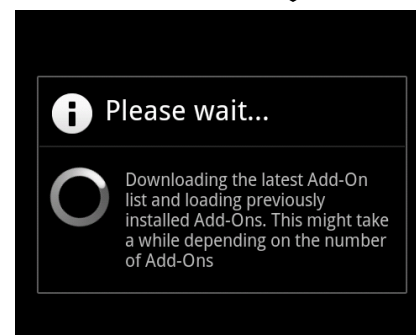 Please wait...
Downloading the latest Add-On
list and loading previously
installed Add-Ons. This might take
a while depending on the number
of Add-Ons